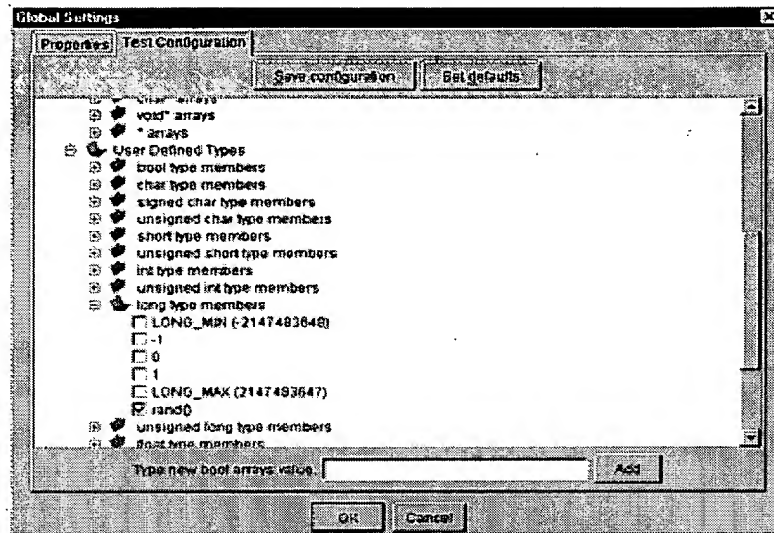 Global Settings
Properties Test Configuration
Save configuration Set defaults
char* arrays
void* arrays
* arrays
User Defined Types
bool type members
char type members
signed char type members
unsigned char type members
short type members
unsigned short type members
int type members
unsigned int type members
long type members
LONG_MIN (-2147483648)
-1
0
1
LONG_MAX (2147483647)
rand()
unsigned long type members
float type members
Type new bool arrays value: Add
OK Cancel